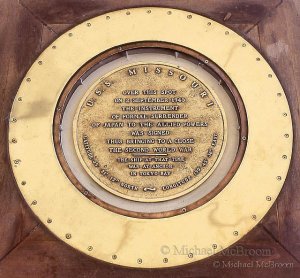 U.S.S. MISSOURI
OVER THIS SPOT
ON 2 SEPTEMBER 1945
THE INSTRUMENT
OF FORMAL SURRENDER
OF JAPAN TO THE ALLIED POWERS
WAS SIGNED
THUS BRINGING TO A CLOSE
THE SECOND WORLD WAR
THE SHIP AT THAT TIME
WAS AT ANCHOR
IN TOKYO BAY
NORTH
© Michael McBroom
© Michael McBroom